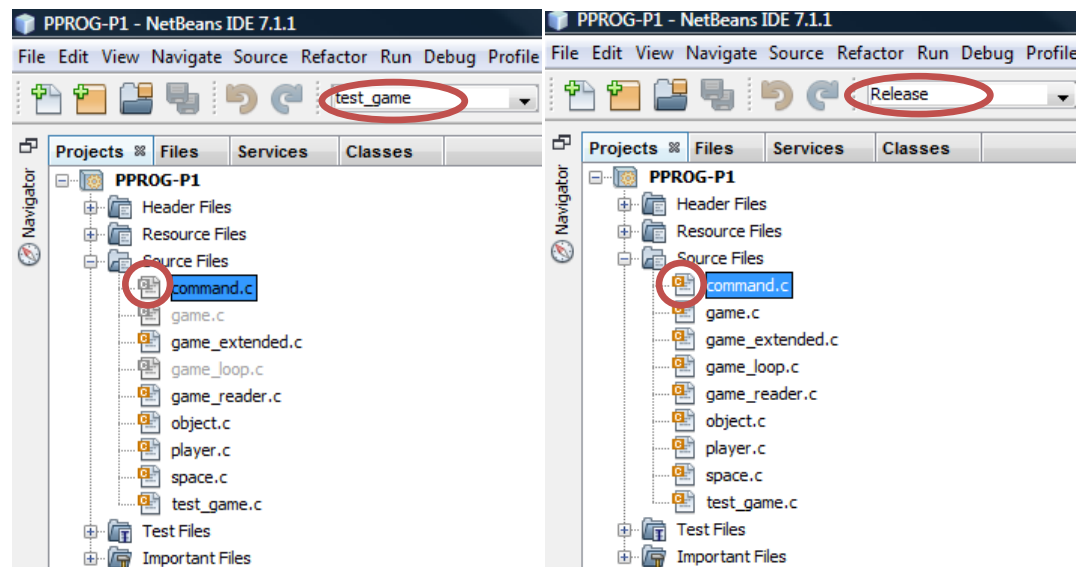 PPROG-P1 - NetBeans IDE 7.1.1
File Edit View Navigate Source Refactor Run Debug Profile
test_game
Projects Files Services Classes
Navigator
PPROG-P1
Header Files
Resource Files
Source Files
command.c
game.c
game_extended.c
game_loop.c
game_reader.c
object.c
player.c
space.c
test_game.c
Test Files
Important Files
PPROG-P1 - NetBeans IDE 7.1.1
File Edit View Navigate Source Refactor Run Debug Profile
Release
Projects Files Services Classes
Navigator
PPROG-P1
Header Files
Resource Files
Source Files
command.c
game.c
game_extended.c
game_loop.c
game_reader.c
object.c
player.c
space.c
test_game.c
Test Files
Important Files